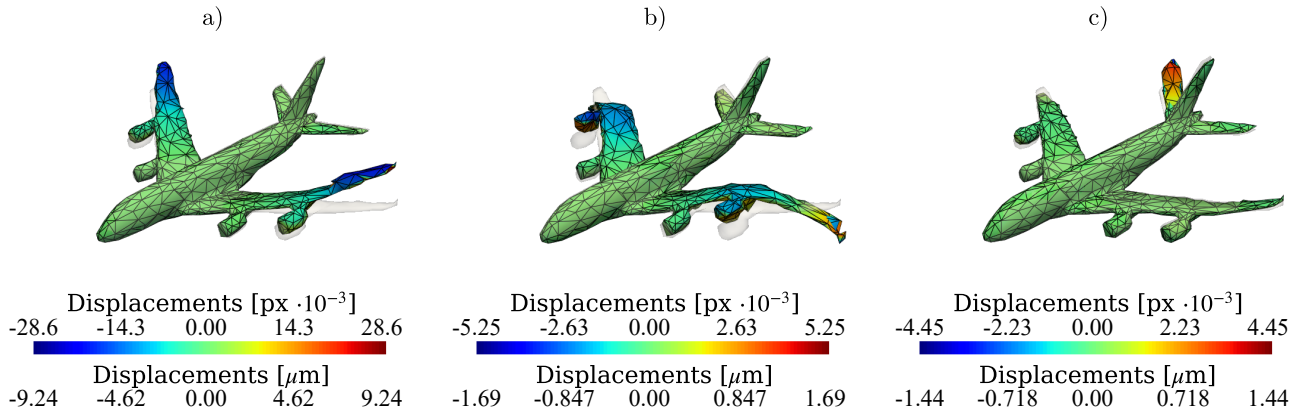 a) b) c)
Displacements [px ·10⁻³] Displacements [px ·10⁻³] Displacements [px ·10⁻³]
-28.6 -14.3 0.00 14.3 28.6 -5.25 -2.63 0.00 2.63 5.25 -4.45 -2.23 0.00 2.23 4.45
Displacements [μm] Displacements [μm] Displacements [μm]
-9.24 -4.62 0.00 4.62 9.24 -1.69 -0.847 0.00 0.847 1.69 -1.44 -0.718 0.00 0.718 1.44